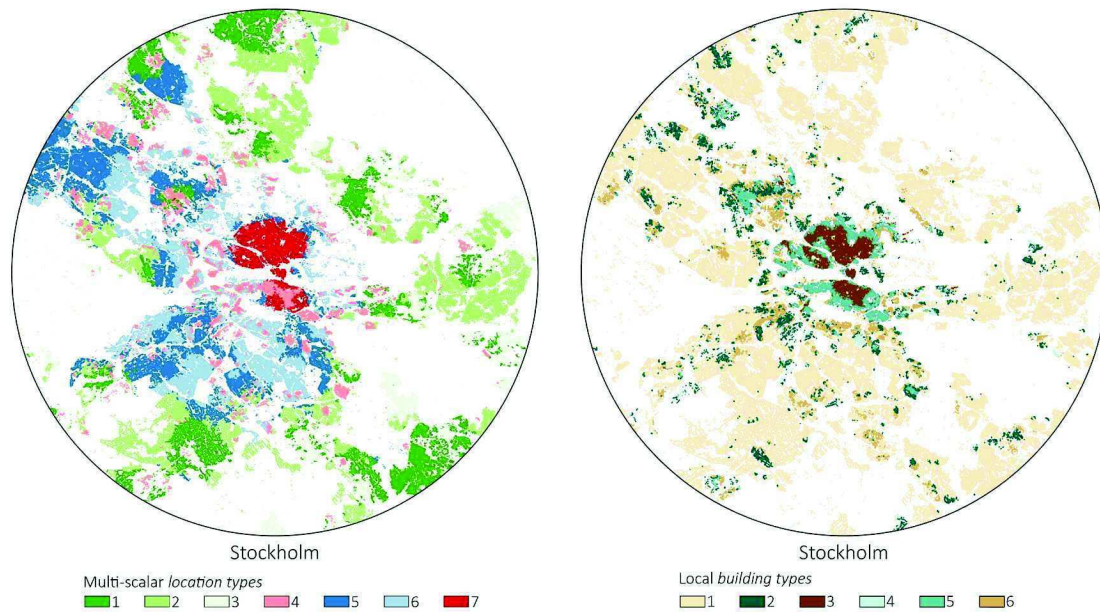 Stockholm
Multi-scalar location types
1 2 3 4 5 6 7
Stockholm
Local building types
1 2 3 4 5 6